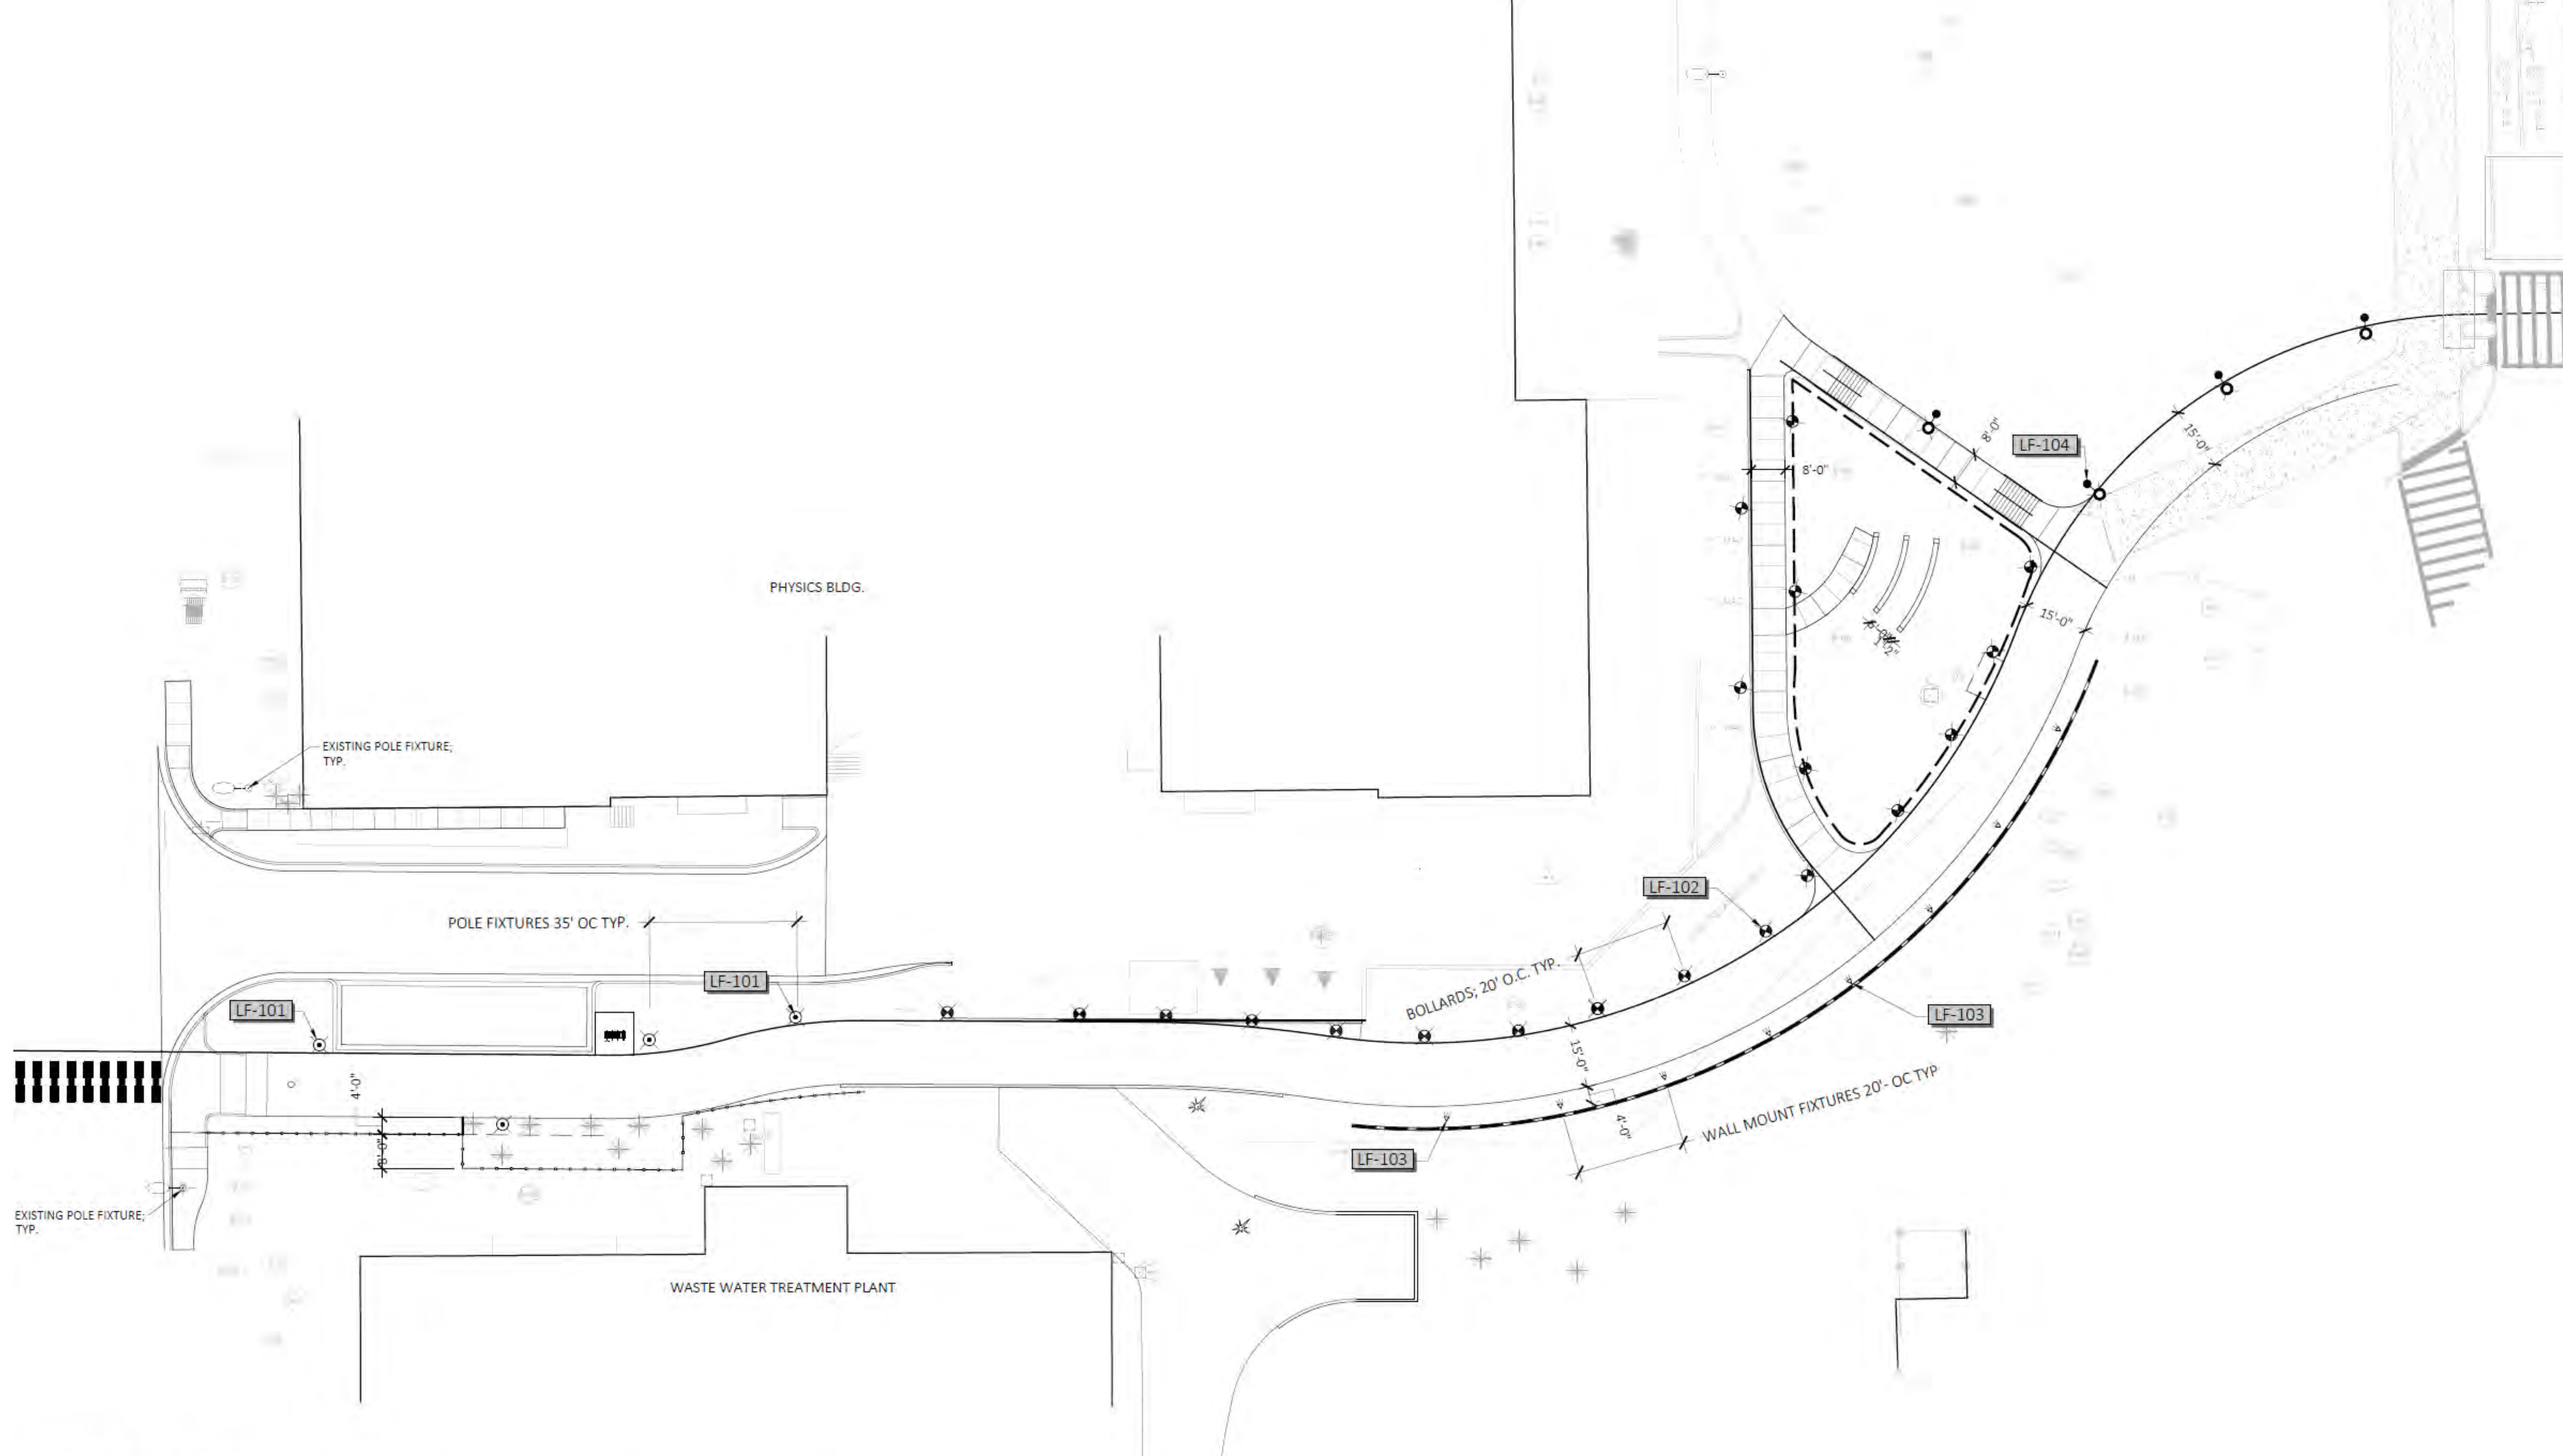 8'-0"
LF-104
15'-0"
8'-0"
PHYSICS BLDG.
15'-0"
EXISTING POLE FIXTURE;
TYP.
LF-102
POLE FIXTURES 35' OC TYP.
LF-101
BOLLARDS; 20' O.C. TYP.
LF-101
LF-103
15'-0"
4'-0"
WALL MOUNT FIXTURES 20'- OC TYP
4'-0"
8'-0"
LF-103
EXISTING POLE FIXTURE;
TYP.
WASTE WATER TREATMENT PLANT